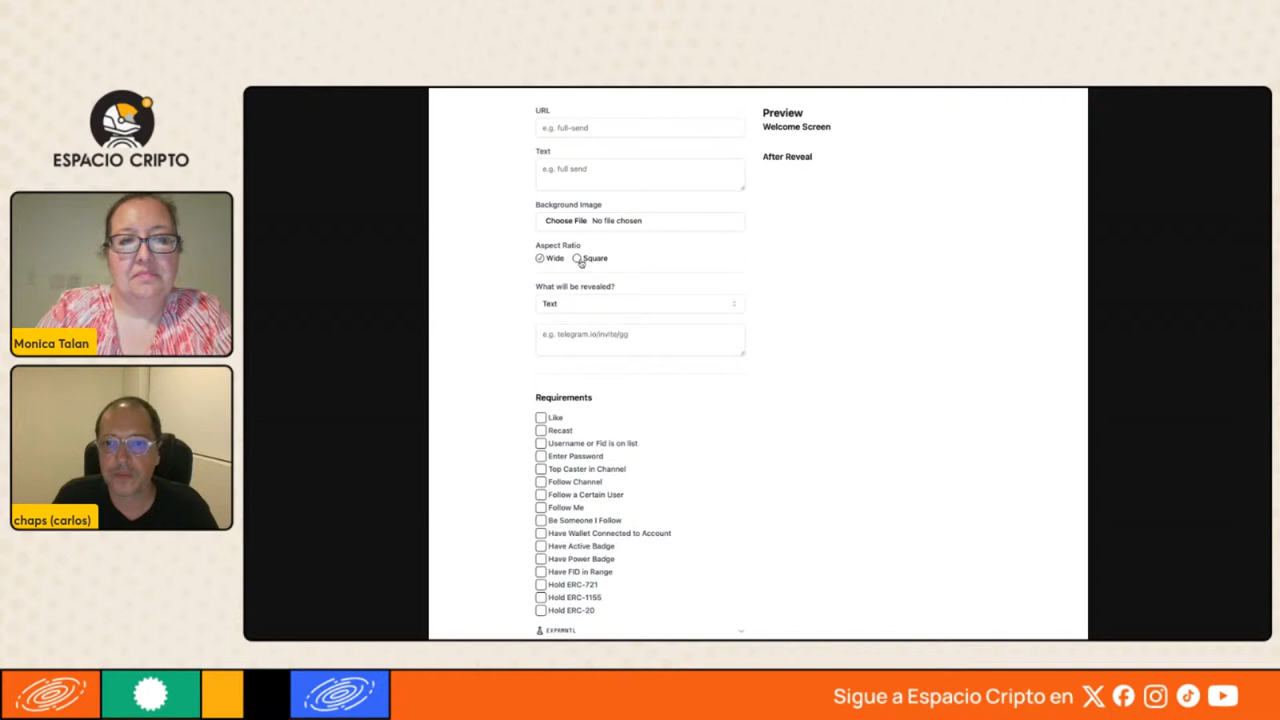 ESPACIO CRIPTO
Monica Talan
chaps (carlos)
URL
e.g. full-send
Text
e.g. full send
Background Image
Choose File No file chosen
Aspect Ratio
Wide Square
What will be revealed?
Text
e.g. telegram.io/invite/gg
Requirements
Like
Recast
Username or Fid is on list
Enter Password
Top Caster in Channel
Follow Channel
Follow a Certain User
Follow Me
Be Someone I Follow
Have Wallet Connected to Account
Have Active Badge
Have Power Badge
Have FID in Range
Hold ERC-721
Hold ERC-1155
Hold ERC-20
EXPRMNTL
Preview
Welcome Screen
After Reveal
Sigue a Espacio Cripto en